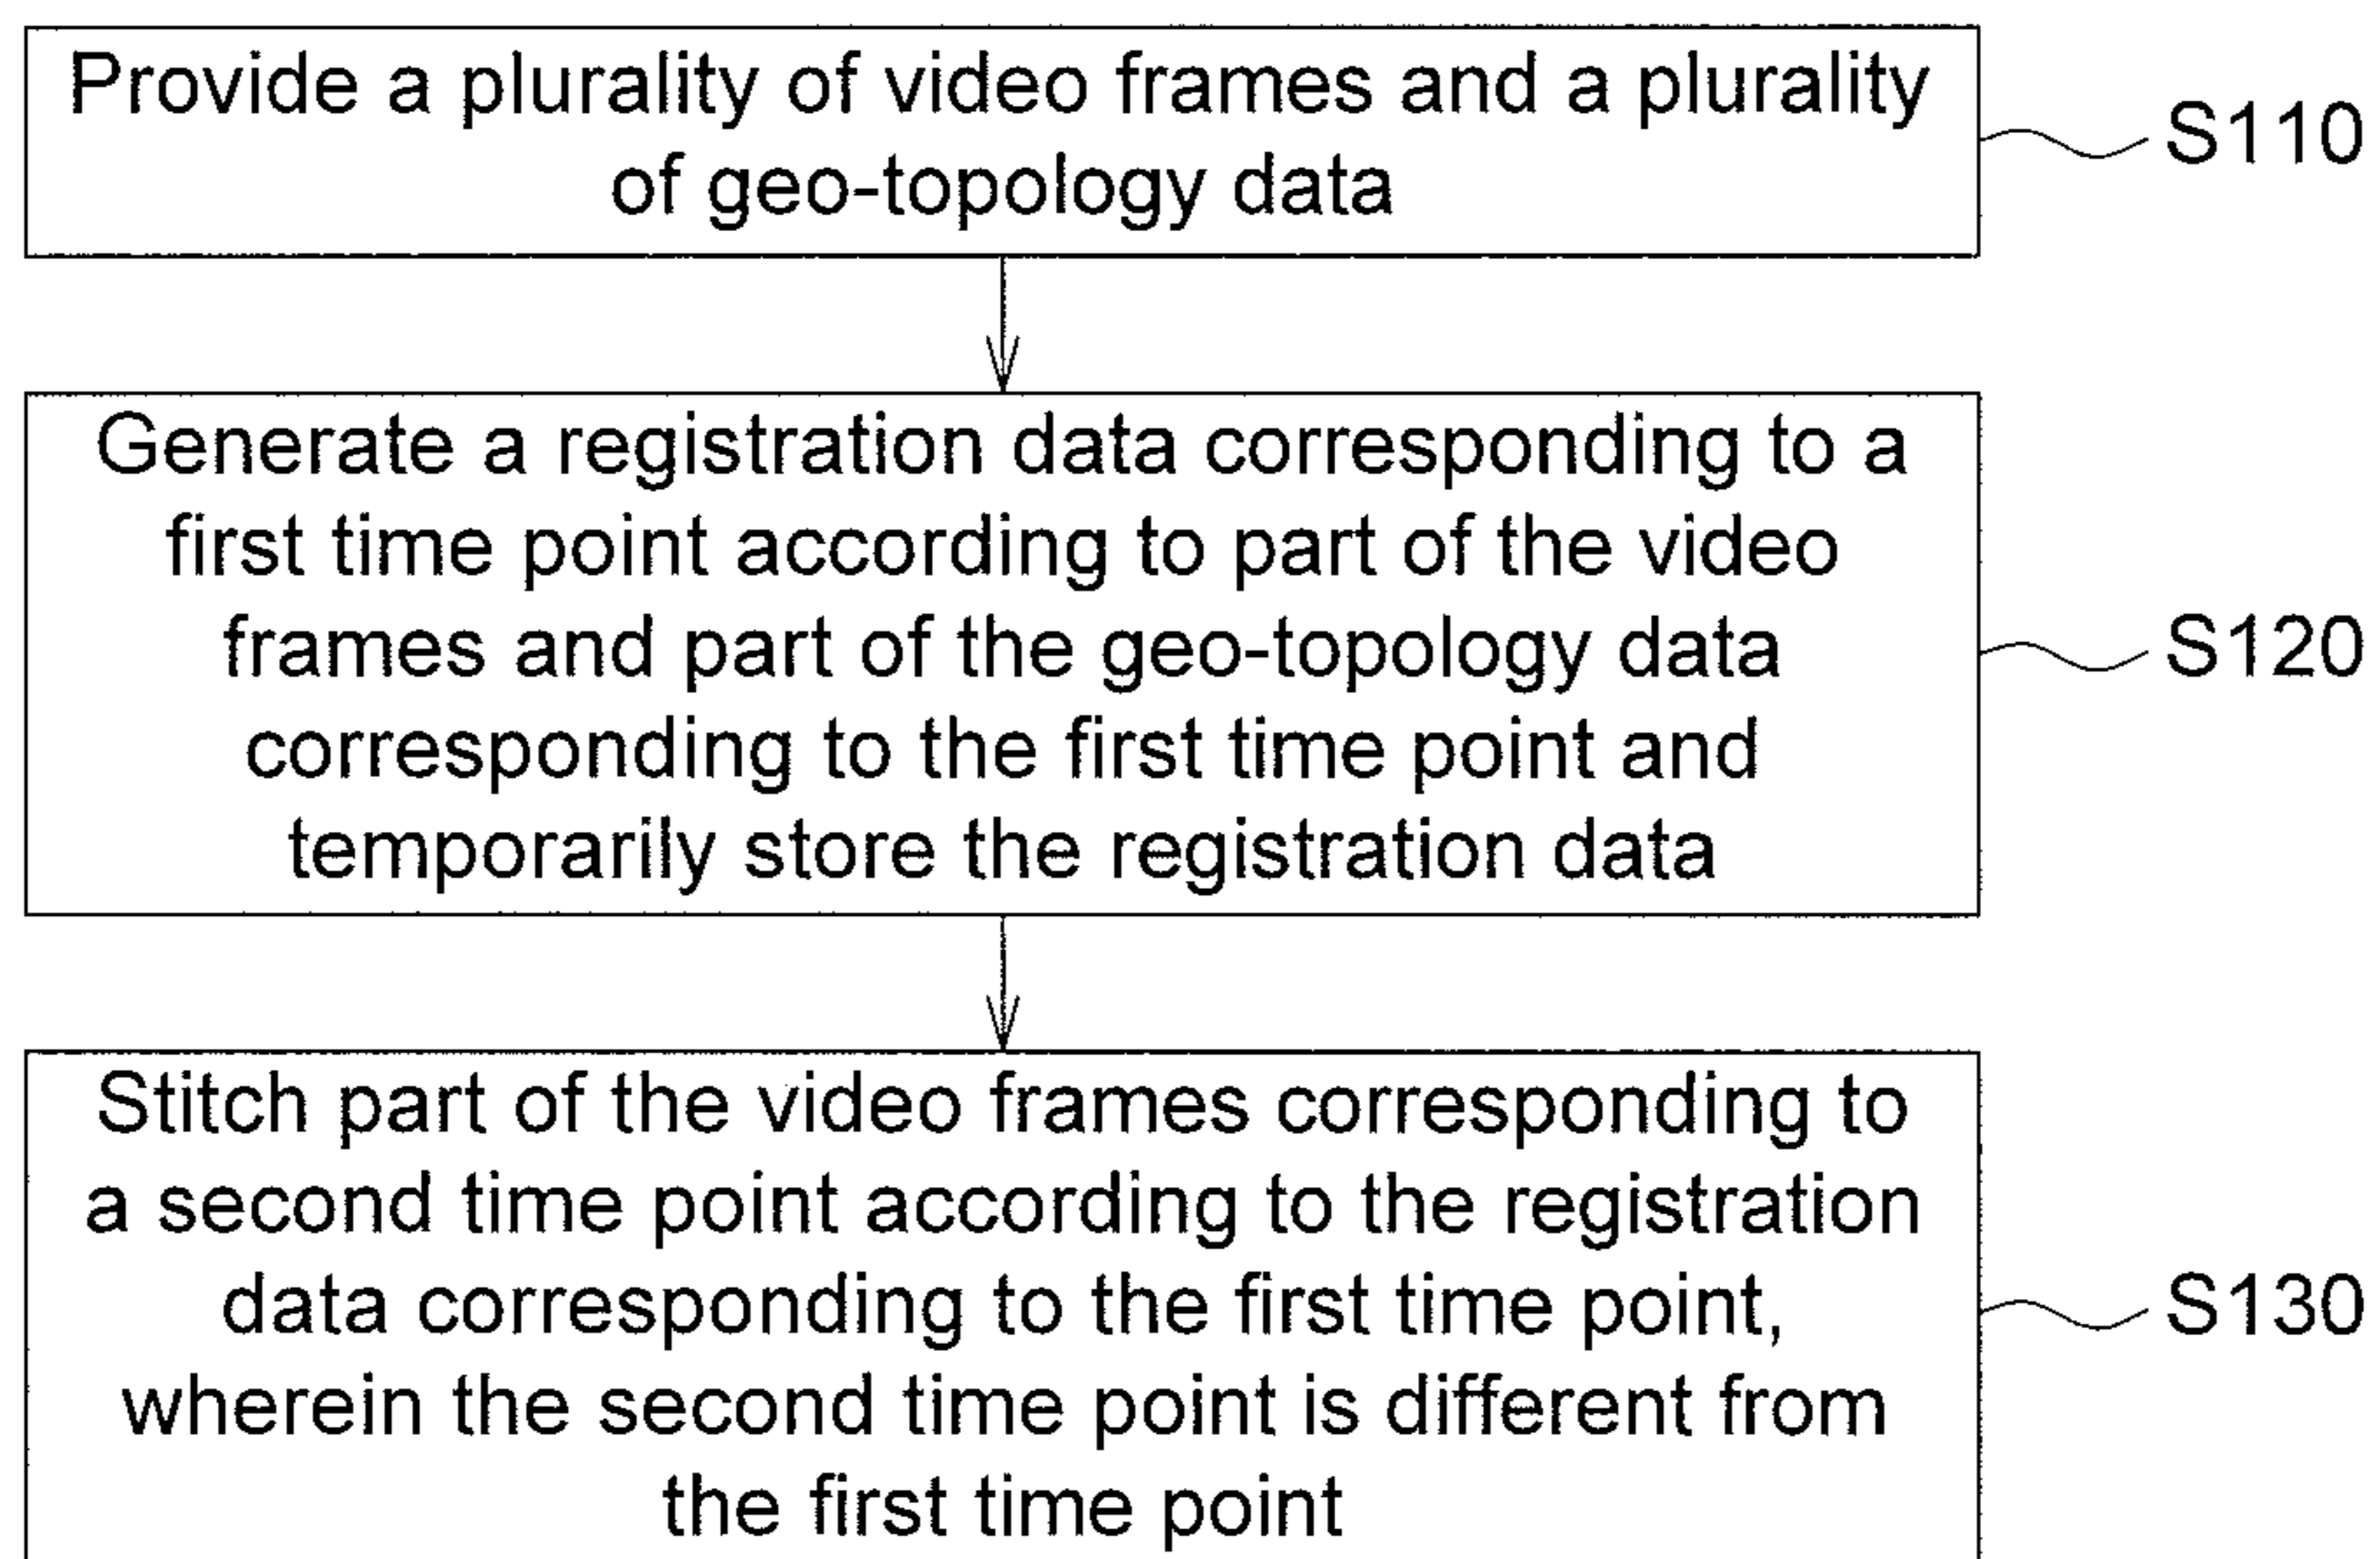 Provide a plurality of video frames and a plurality
of geo-topology data
S110
Generate a registration data corresponding to a
first time point according to part of the video
frames and part of the geo-topology data
corresponding to the first time point and
temporarily store the registration data
S120
Stitch part of the video frames corresponding to
a second time point according to the registration
data corresponding to the first time point,
wherein the second time point is different from
the first time point
S130